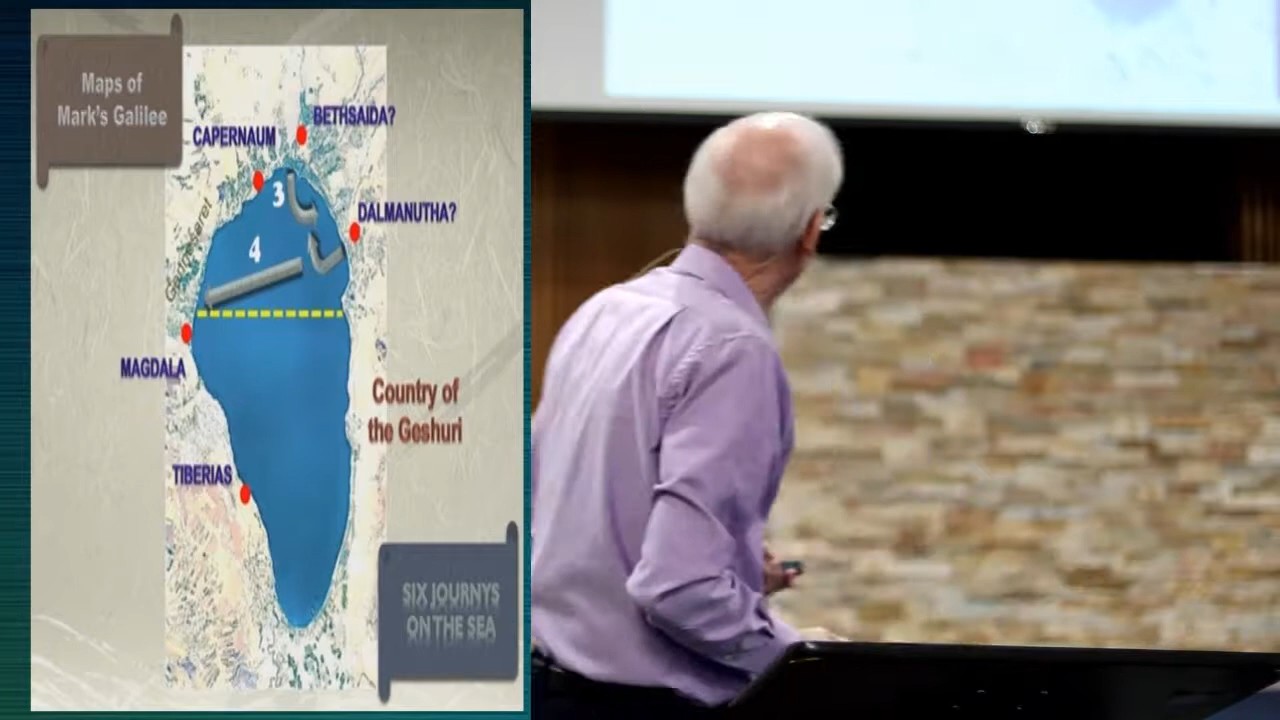 Maps of
Mark's Galilee
BETHSAIDA?
CAPERNAUM
3
DALMANUTHA?
4
MAGDALA
Country of
the Geshuri
TIBERIAS
SIX JOURNYS
ON THE SEA